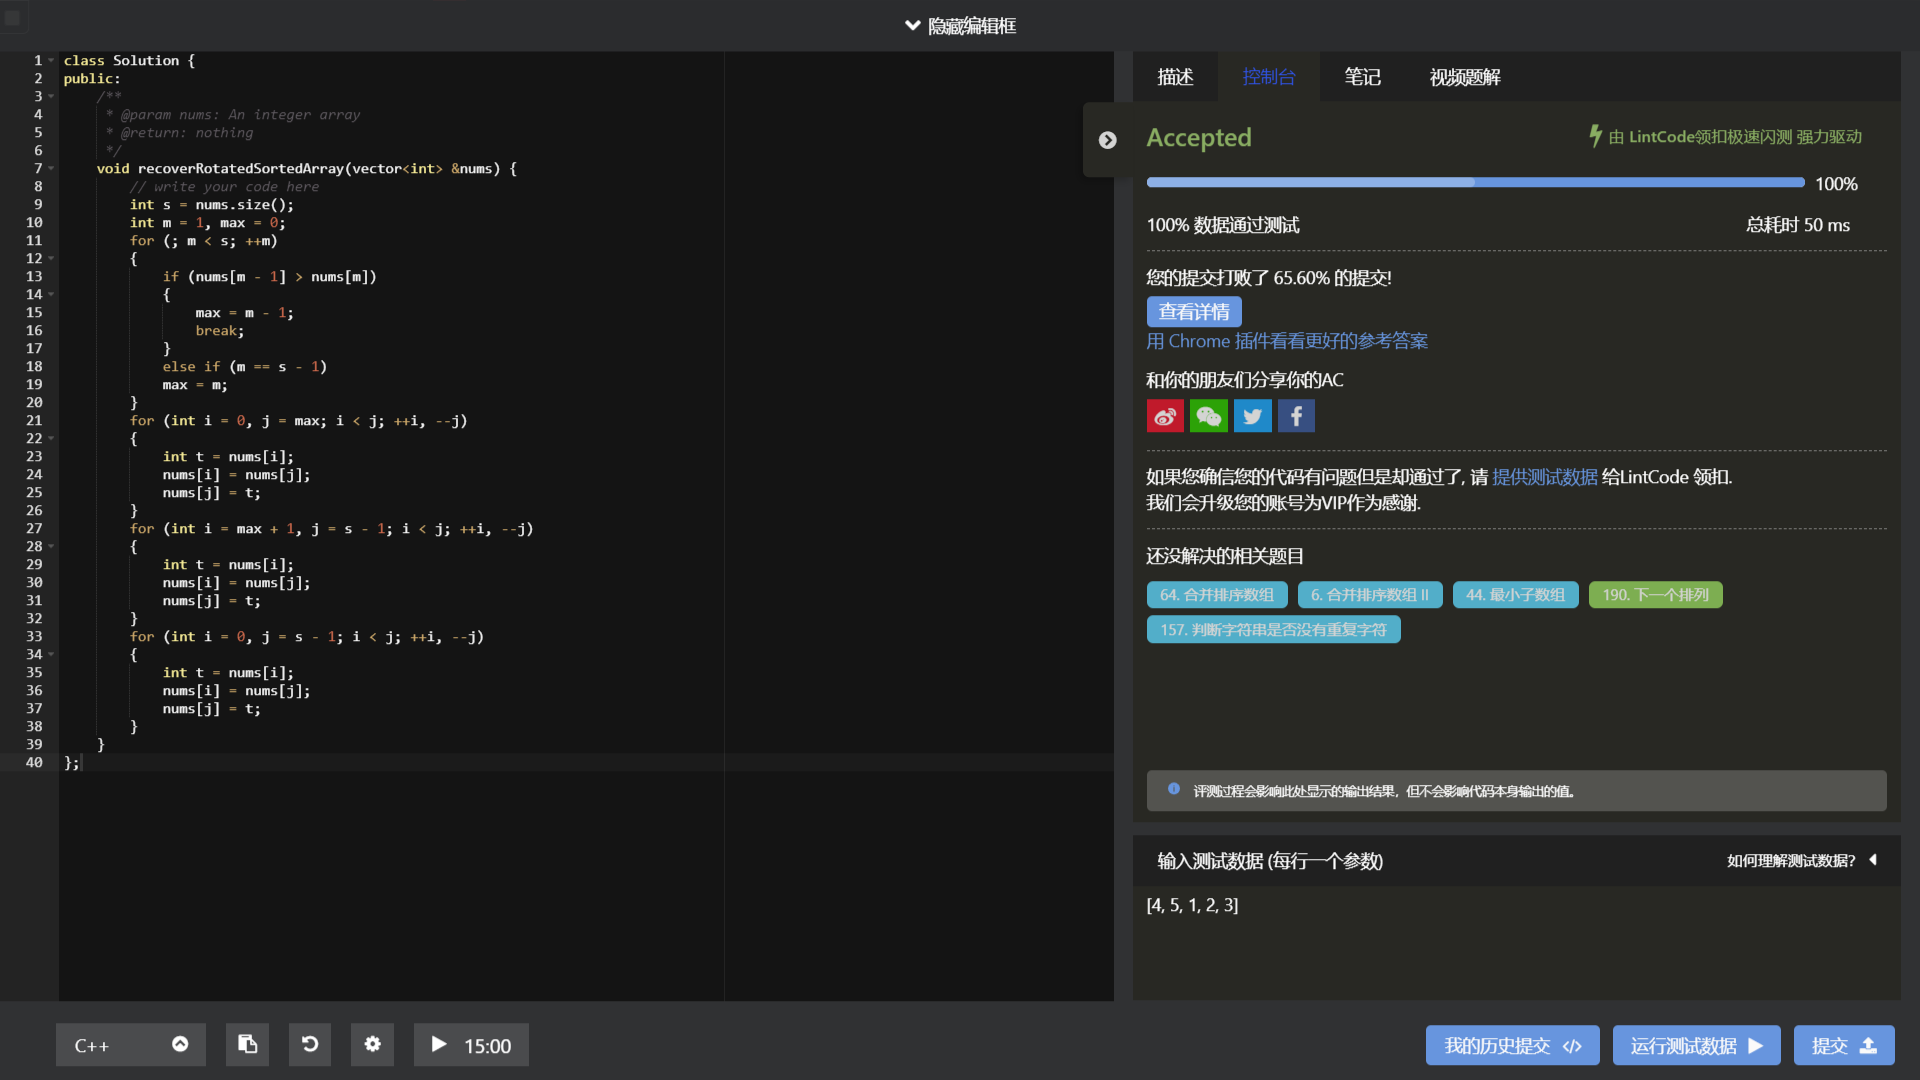 隐藏编辑框
1 class Solution {
2 public:
3     /**
4      * @param nums: An integer array
5      * @return: nothing
6      */
7     void recoverRotatedSortedArray(vector<int> &nums) {
8         // write your code here
9         int s = nums.size();
10         int m = 1, max = 0;
11         for (; m < s; ++m)
12         {
13             if (nums[m - 1] > nums[m])
14             {
15                 max = m - 1;
16                 break;
17             }
18             else if (m == s - 1)
19             max = m;
20         }
21         for (int i = 0, j = max; i < j; ++i, --j)
22         {
23             int t = nums[i];
24             nums[i] = nums[j];
25             nums[j] = t;
26         }
27         for (int i = max + 1, j = s - 1; i < j; ++i, --j)
28         {
29             int t = nums[i];
30             nums[i] = nums[j];
31             nums[j] = t;
32         }
33         for (int i = 0, j = s - 1; i < j; ++i, --j)
34         {
35             int t = nums[i];
36             nums[i] = nums[j];
37             nums[j] = t;
38         }
39     }
40 };
描述 控制台 笔记 视频题解
Accepted 由 LintCode领扣极速闪测 强力驱动
100%
100% 数据通过测试 总耗时 50 ms
您的提交打败了 65.60% 的提交!
查看详情
用 Chrome 插件看看更好的参考答案
和你的朋友们分享你的AC
如果您确信您的代码有问题但是却通过了, 请 提供测试数据 给LintCode 领扣.
我们会升级您的账号为VIP作为感谢.
还没解决的相关题目
64. 合并排序数组 6. 合并排序数组 II 44. 最小子数组 190. 下一个排列
157. 判断字符串是否没有重复字符
评测过程会影响此处显示的输出结果，但不会影响代码本身输出的值。
输入测试数据 (每行一个参数) 如何理解测试数据?
[4, 5, 1, 2, 3]
C++ 15:00 我的历史提交 运行测试数据 提交